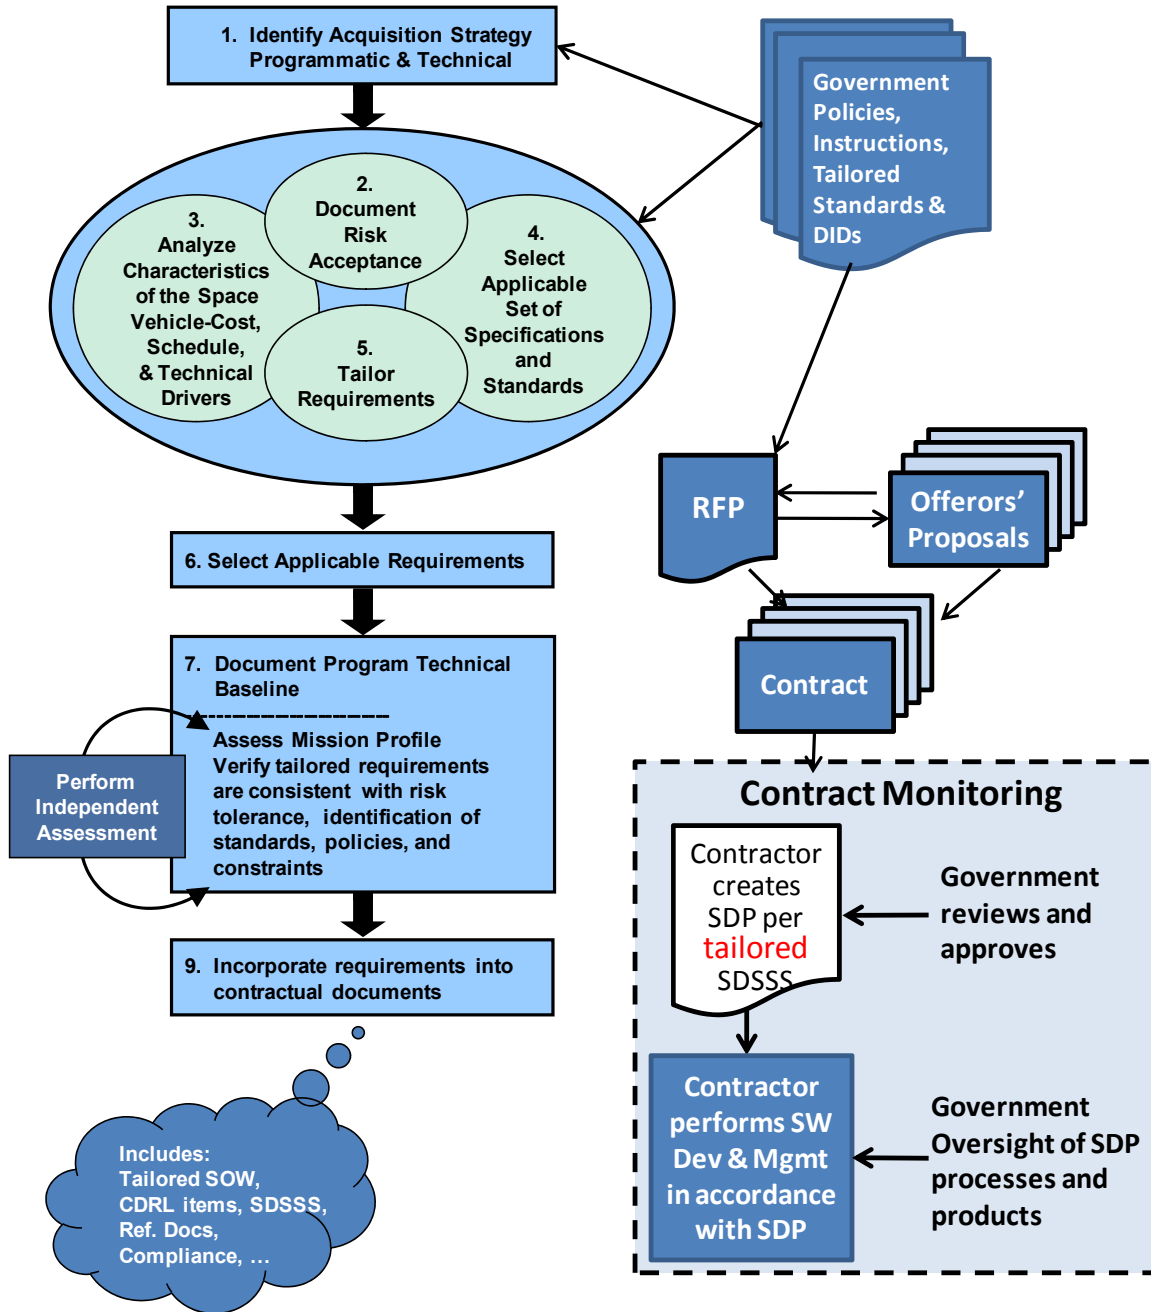 1. Identify Acquisition Strategy
Programmatic & Technical
2.
Document
Risk
Acceptance
3.
Analyze
Characteristics
of the Space
Vehicle-Cost,
Schedule,
& Technical
Drivers
4.
Select
Applicable
Set of
Specifications
and
Standards
5.
Tailor
Requirements
6. Select Applicable Requirements
7. Document Program Technical
Baseline
Assess Mission Profile
Verify tailored requirements
are consistent with risk
tolerance, identification of
standards, policies, and
constraints
Perform
Independent
Assessment
9. Incorporate requirements into
contractual documents
Includes:
Tailored SOW,
CDRL items, SDSSS,
Ref. Docs,
Compliance, ...
Government
Policies,
Instructions,
Tailored
Standards &
DIDs
RFP
Offerors’
Proposals
Contract
Contract Monitoring
Contractor
creates
SDP per
tailored
SDSSS
Government
reviews and
approves
Contractor
performs SW
Dev & Mgmt
in accordance
with SDP
Government
Oversight of SDP
processes and
products